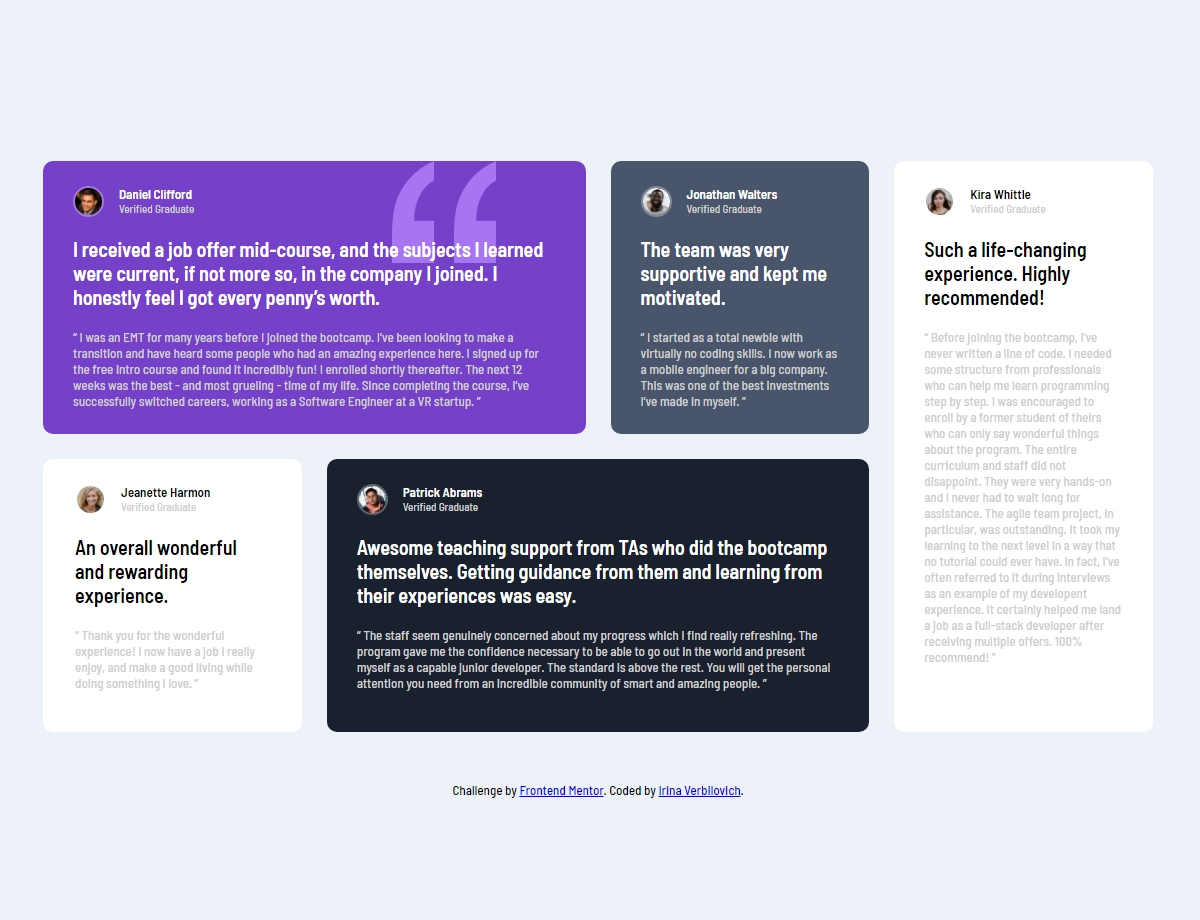 Daniel Clifford
Verified Graduate
I received a job offer mid-course, and the subjects I learned
were current, if not more so, in the company I joined. I
honestly feel I got every penny’s worth.
“ I was an EMT for many years before I joined the bootcamp. I’ve been looking to make a
transition and have heard some people who had an amazing experience here. I signed up for
the free intro course and found it incredibly fun! I enrolled shortly thereafter. The next 12
weeks was the best - and most grueling - time of my life. Since completing the course, I’ve
successfully switched careers, working as a Software Engineer at a VR startup. ”
Jonathan Walters
Verified Graduate
The team was very
supportive and kept me
motivated.
“ I started as a total newbie with
virtually no coding skills. I now work as
a mobile engineer for a big company.
This was one of the best investments
I’ve made in myself. ”
Kira Whittle
Verified Graduate
Such a life-changing
experience. Highly
recommended!
“ Before joining the bootcamp, I’ve
never written a line of code. I needed
some structure from professionals
who can help me learn programming
step by step. I was encouraged to
enroll by a former student of theirs
who can only say wonderful things
about the program. The entire
curriculum and staff did not
disappoint. They were very hands-on
and I never had to wait long for
assistance. The agile team project, in
particular, was outstanding. It took my
learning to the next level in a way that
no tutorial could ever have. In fact, I’ve
often referred to it during interviews
as an example of my developent
experience. It certainly helped me land
a job as a full-stack developer after
receiving multiple offers. 100%
recommend! ”
Jeanette Harmon
Verified Graduate
An overall wonderful
and rewarding
experience.
“ Thank you for the wonderful
experience! I now have a job I really
enjoy, and make a good living while
doing something I love. ”
Patrick Abrams
Verified Graduate
Awesome teaching support from TAs who did the bootcamp
themselves. Getting guidance from them and learning from
their experiences was easy.
“ The staff seem genuinely concerned about my progress which I find really refreshing. The
program gave me the confidence necessary to be able to go out in the world and present
myself as a capable junior developer. The standard is above the rest. You will get the personal
attention you need from an incredible community of smart and amazing people. ”
Challenge by Frontend Mentor. Coded by Irina Verbilovich.